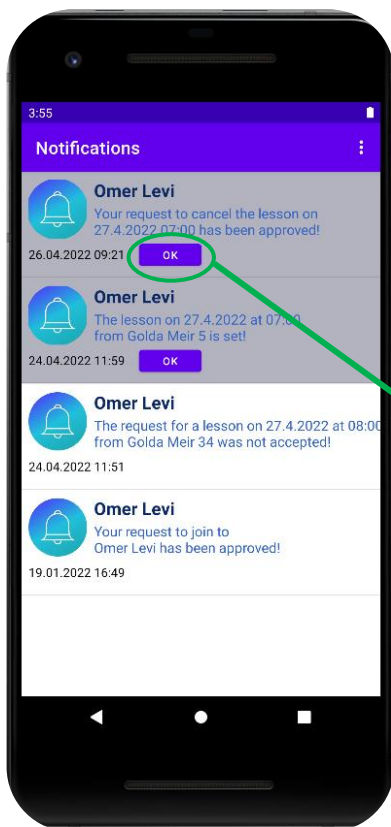 3:55
Notifications
Omer Levi
Your request to cancel the lesson on
27.4.2022 07:00 has been approved!
26.04.2022 09:21 OK
Omer Levi
The lesson on 27.4.2022 at 07:00
from Golda Meir 5 is set!
24.04.2022 11:59 OK
Omer Levi
The request for a lesson on 27.4.2022 at 08:00
from Golda Meir 34 was not accepted!
24.04.2022 11:51
Omer Levi
Your request to join to
Omer Levi has been approved!
19.01.2022 16:49